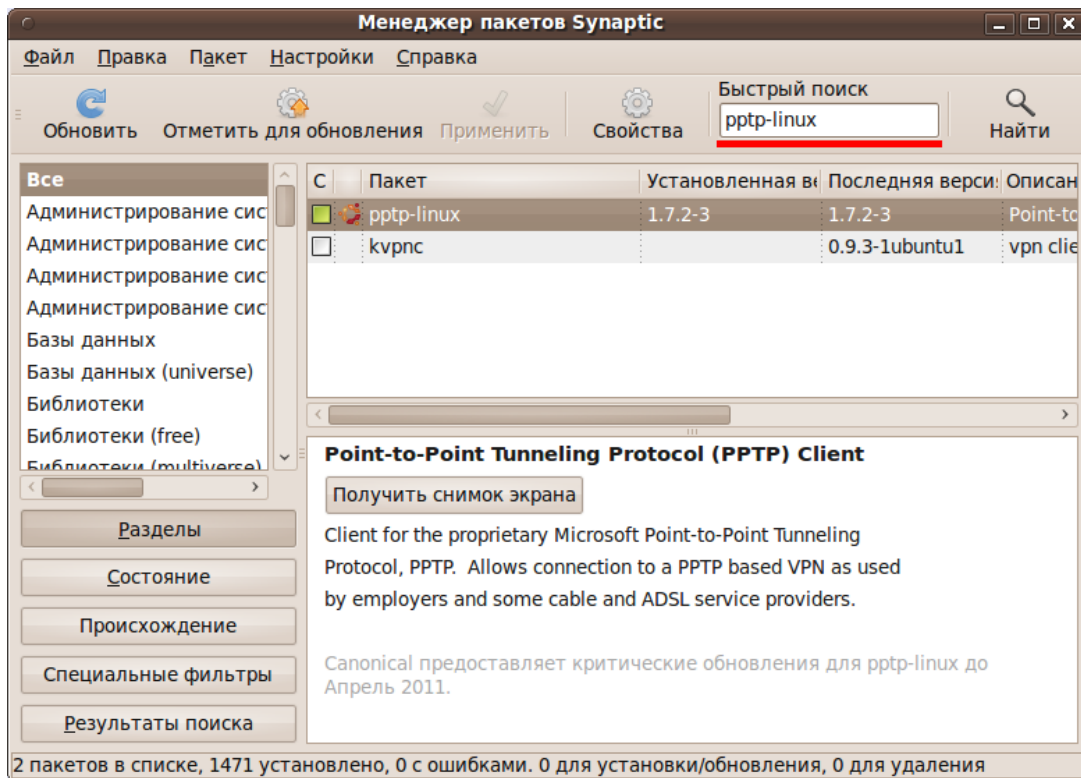 Менеджер пакетов Synaptic
Файл Правка Пакет Настройки Справка
Обновить Отметить для обновления Применить Свойства Быстрый поиск Найти
pptp-linux
Все
Администрирование сис
Администрирование сис
Администрирование сис
Администрирование сис
Базы данных
Базы данных (universe)
Библиотеки
Библиотеки (free)
Библиотеки (multiverse)
Разделы
Состояние
Происхождение
Специальные фильтры
Результаты поиска
С Пакет Установленная ве Последняя верси Описан
pptp-linux 1.7.2-3 1.7.2-3 Point-to
kvpnc 0.9.3-1ubuntu1 vpn clie
Point-to-Point Tunneling Protocol (PPTP) Client
Получить снимок экрана
Client for the proprietary Microsoft Point-to-Point Tunneling
Protocol, PPTP. Allows connection to a PPTP based VPN as used
by employers and some cable and ADSL service providers.
Canonical предоставляет критические обновления для pptp-linux до
Апрель 2011.
2 пакетов в списке, 1471 установлено, 0 с ошибками. 0 для установки/обновления, 0 для удаления